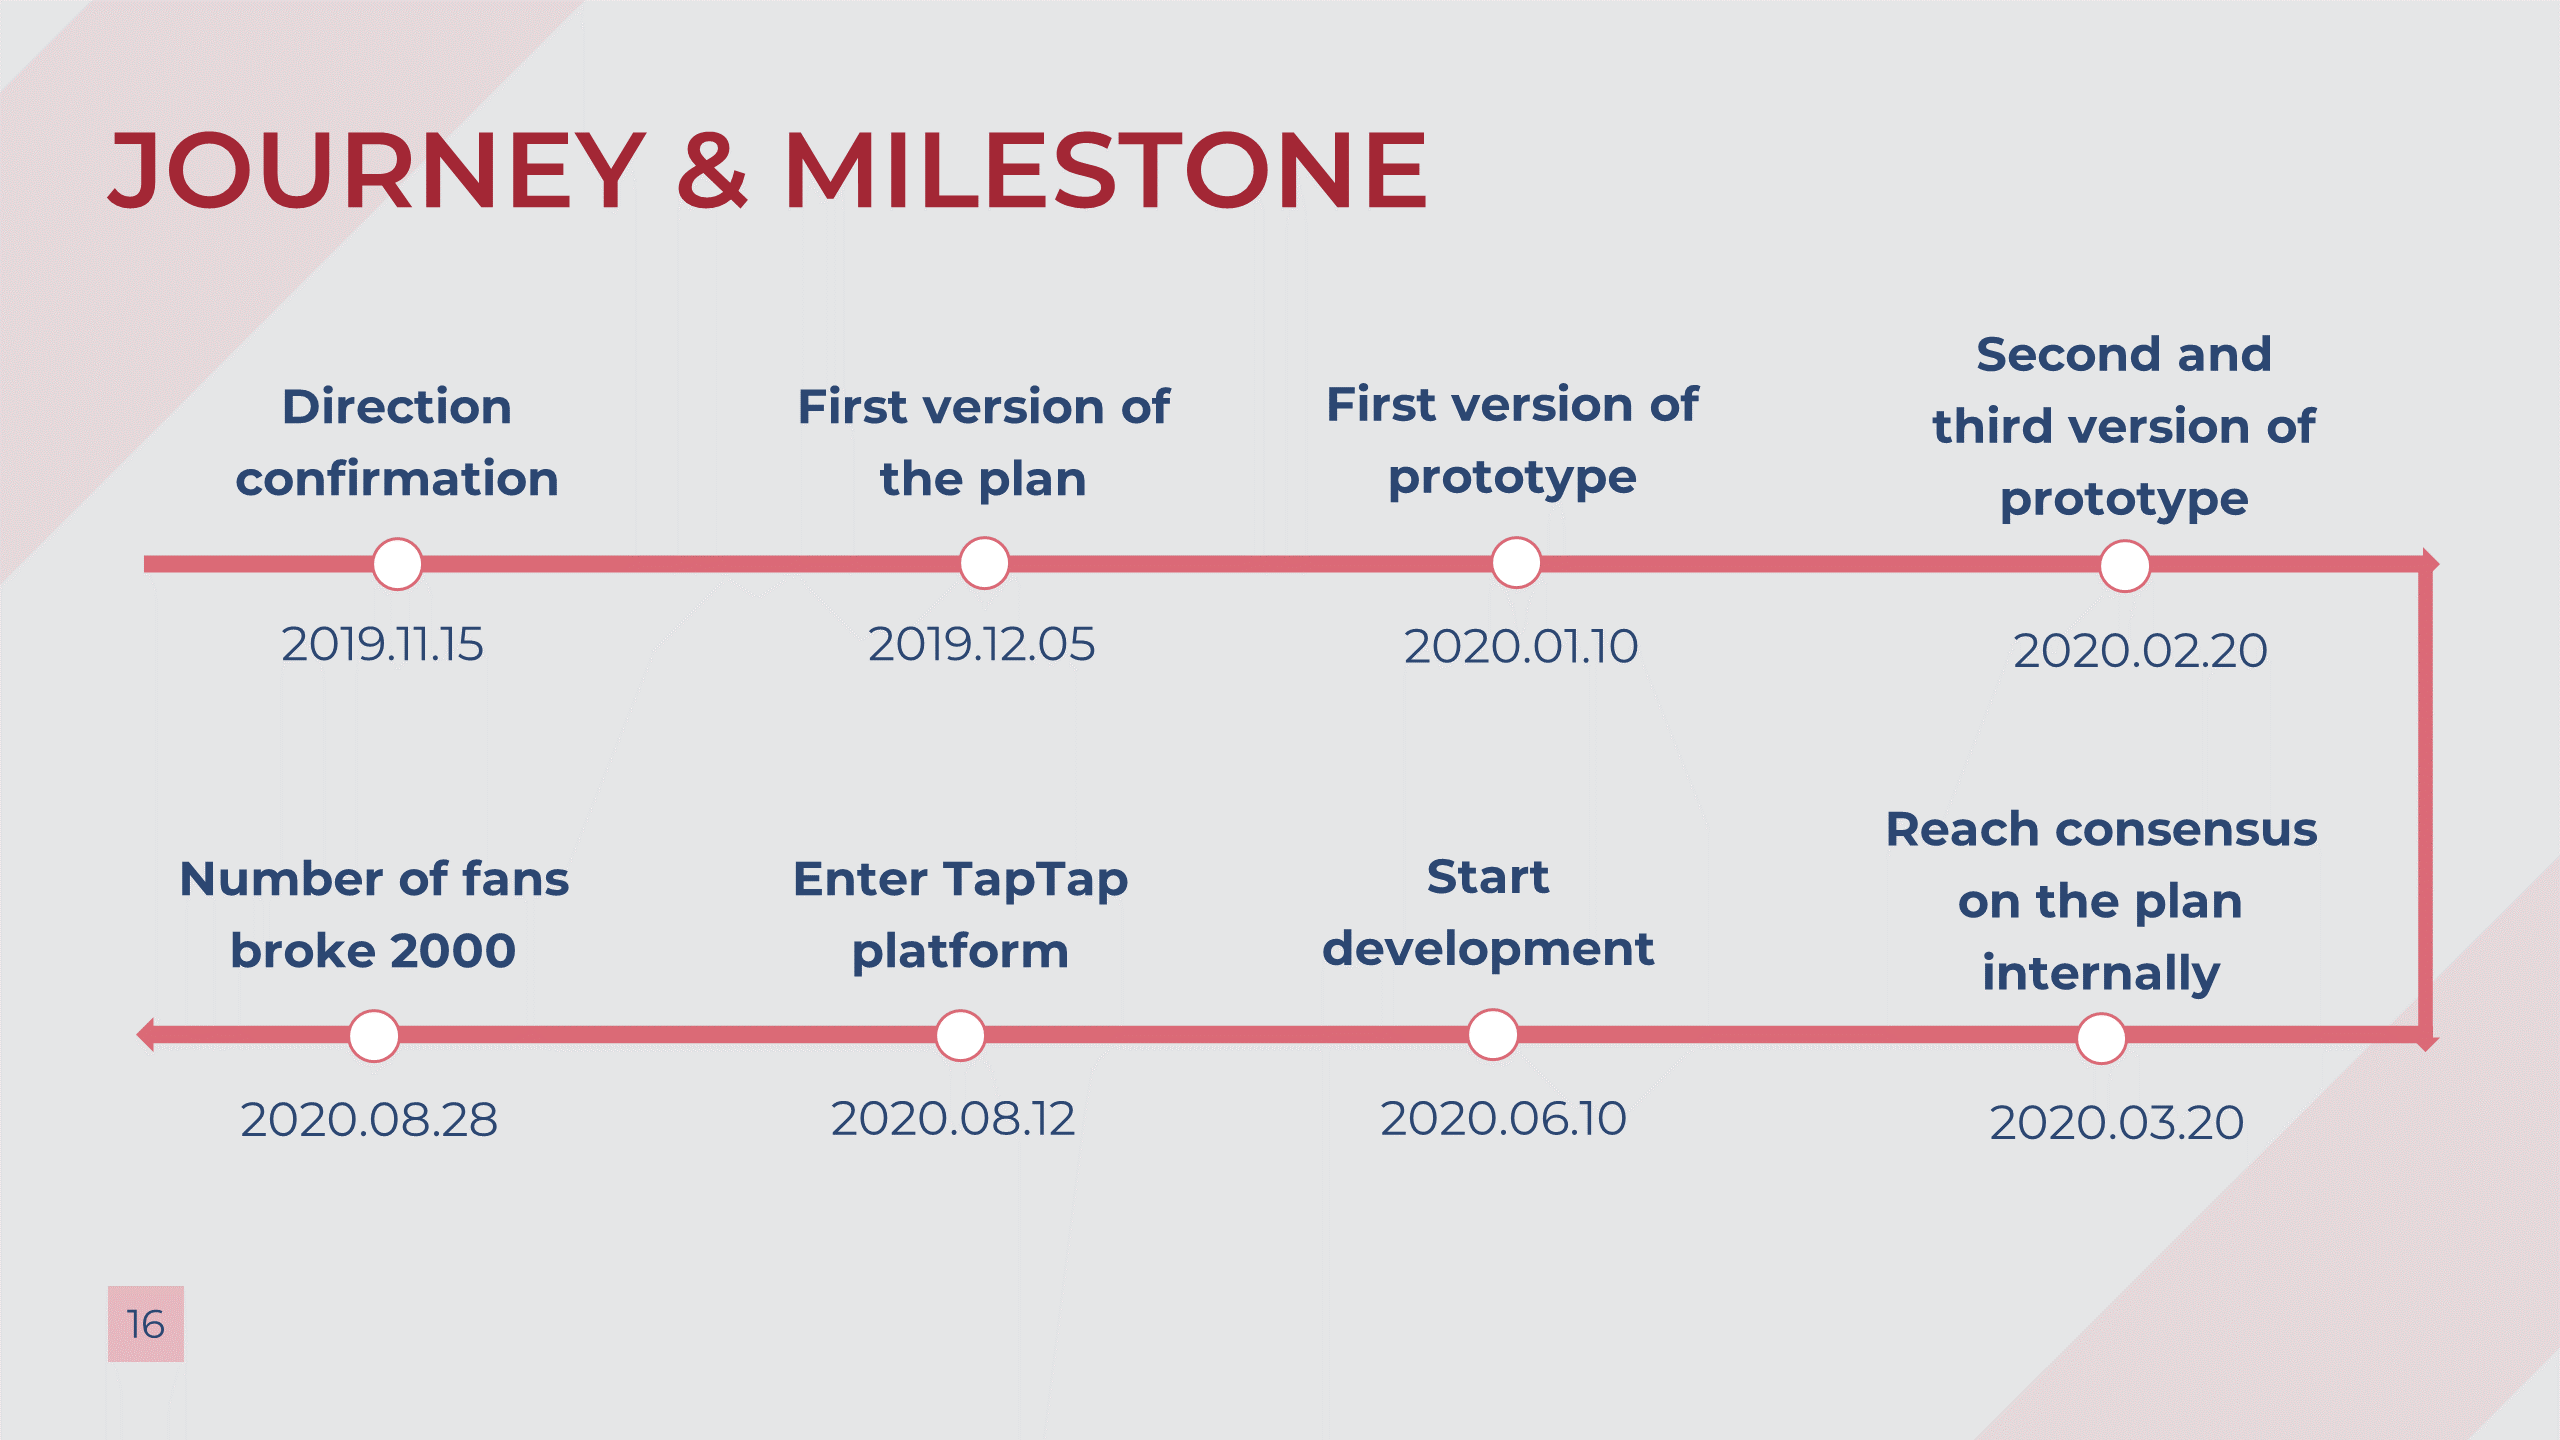 JOURNEY & MILESTONE
Direction
confirmation
2019.11.15
First version of
the plan
2019.12.05
First version of
prototype
2020.01.10
Second and
third version of
prototype
2020.02.20
Reach consensus
on the plan
internally
2020.03.20
Start
development
2020.06.10
Enter TapTap
platform
2020.08.12
Number of fans
broke 2000
2020.08.28
16